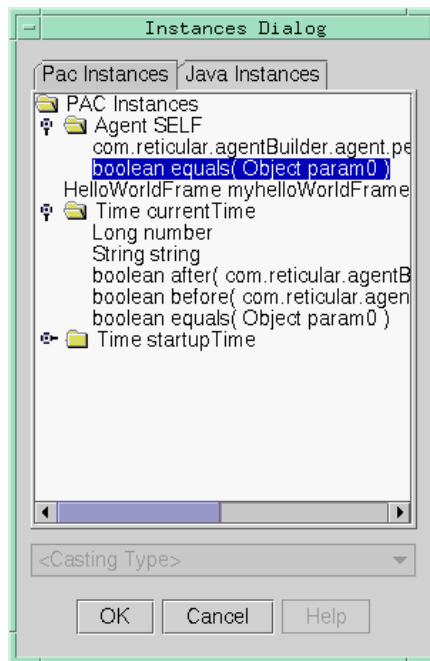 Instances Dialog
Pac Instances Java Instances
PAC Instances
Agent SELF
com.reticular.agentBuilder.agent.pe
boolean equals( Object param0 )
HelloWorldFrame myhelloWorldFrame
Time currentTime
Long number
String string
boolean after( com.reticular.agentB
boolean before( com.reticular.agen
boolean equals( Object param0 )
Time startupTime
<Casting Type>
OK Cancel Help